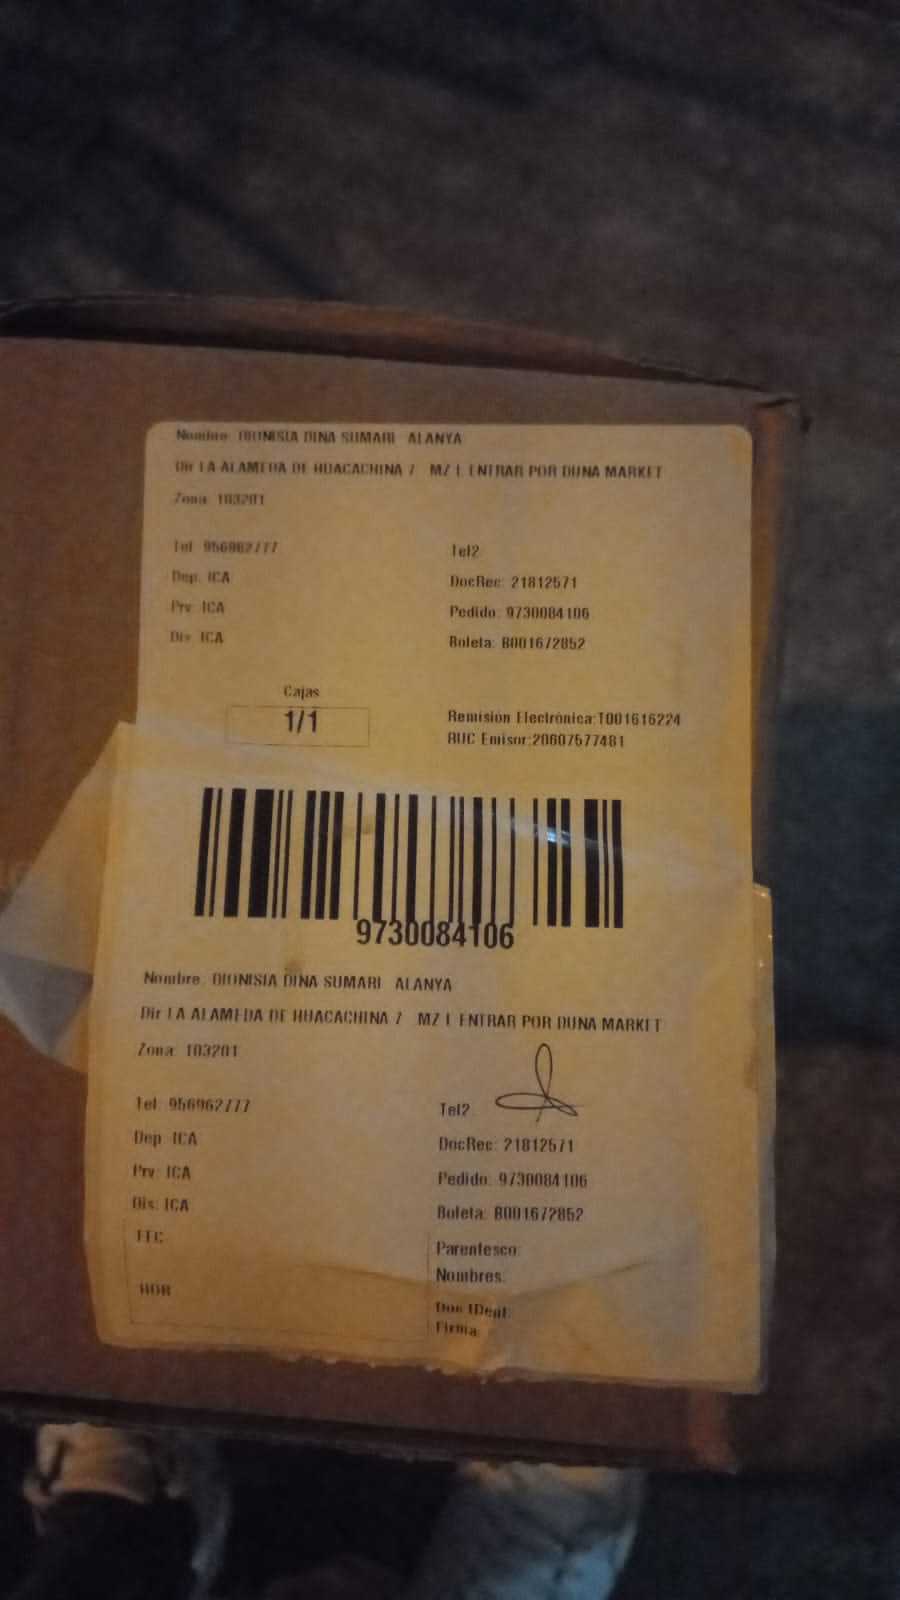 Nombre: DIONISIA DINA SUMARI ALANYA
Dir LA ALAMEDA DE HUACACHINA 7 MZ L ENTRAR POR DUNA MARKET
Zona: 103201
Tel: 956962777
Tel2
Dep: ICA
DocRec: 21812571
Prv: ICA
Pedido: 9730084106
Dis: ICA
Boleta: B001672852
Cajas
1/1
Remisión Electrónica:T001616224
RUC Emisor:20607577481
9730084106
Nombre: DIONISIA DINA SUMARI ALANYA
Dir LA ALAMEDA DE HUACACHINA 7 MZ L ENTRAR POR DUNA MARKET
Zona: 103201
Tel: 956962777
Tel2
Dep: ICA
DocRec: 21812571
Prv: ICA
Pedido: 9730084106
Dis: ICA
Boleta: B001672852
Parentesco:
Nombres:
HOR
Doc IDent:
Firma: